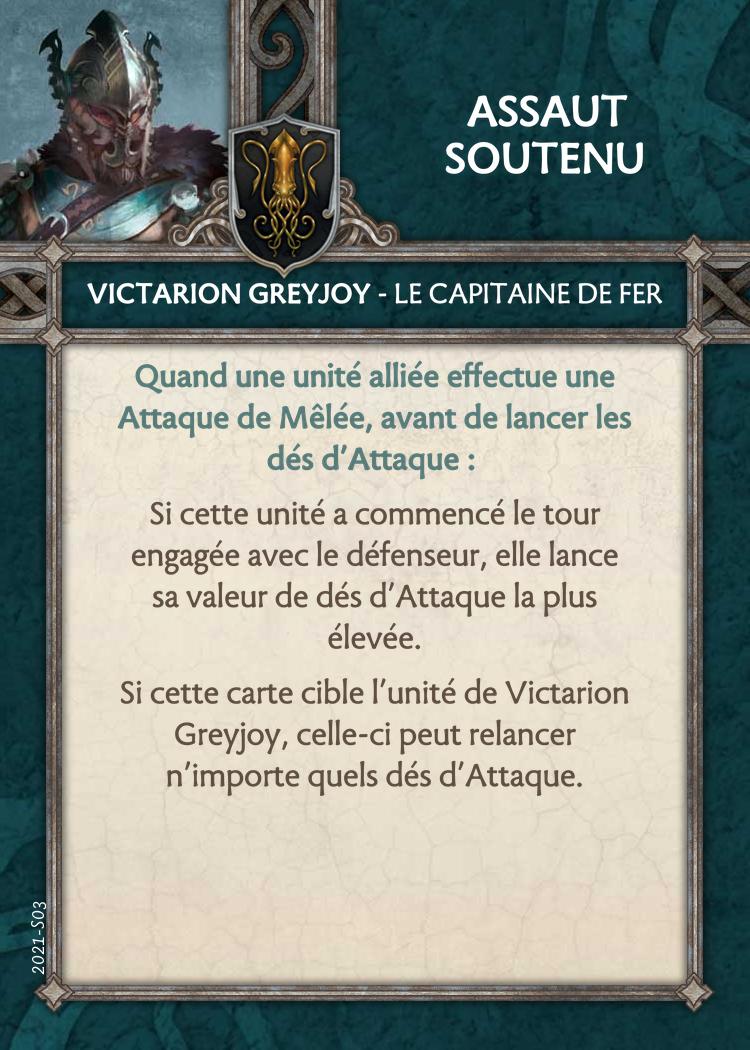 ASSAUT
SOUTENU
VICTARION GREYJOY - LE CAPITAINE DE FER
Quand une unité alliée effectue une
Attaque de Mêlée, avant de lancer les
dés d'Attaque :
Si cette unité a commencé le tour
engagée avec le défenseur, elle lance
sa valeur de dés d'Attaque la plus
élevée.
Si cette carte cible l'unité de Victarion
Greyjoy, celle-ci peut relancer
n'importe quels dés d'Attaque.
2021-S03